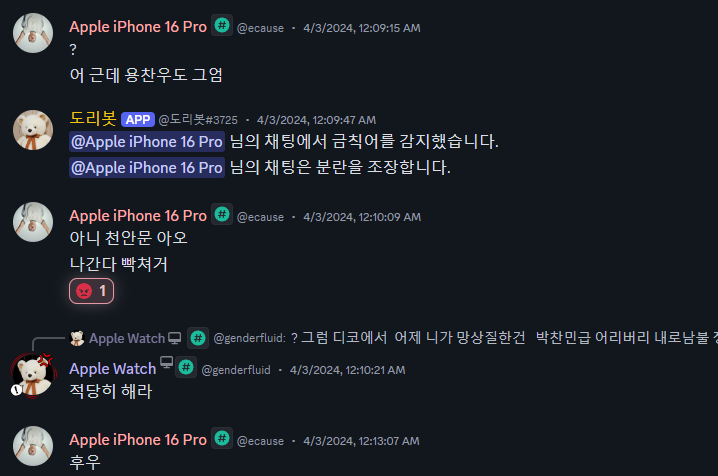 Apple iPhone 16 Pro # @ecause • 4/3/2024, 12:09:15 AM
?
어 근데 용찬우도 그엄
도리봇 APP @도리봇#3725 • 4/3/2024, 12:09:47 AM
@Apple iPhone 16 Pro 님의 채팅에서 금칙어를 감지했습니다.
@Apple iPhone 16 Pro 님의 채팅은 분란을 조장합니다.
Apple iPhone 16 Pro # @ecause • 4/3/2024, 12:10:09 AM
아니 천안문 아오
나간다 빡쳐거
1
Apple Watch # @genderfluid: ? 그럼 디코에서 어제 니가 망상질한건 박찬민급 어리버리 내로남불
Apple Watch # @genderfluid • 4/3/2024, 12:10:21 AM
적당히 해라
Apple iPhone 16 Pro # @ecause • 4/3/2024, 12:13:07 AM
후우